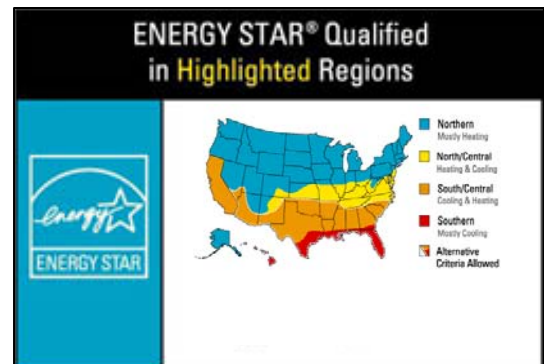 ENERGY STAR® Qualified
in Highlighted Regions
energy
ENERGY STAR
Northern
Mostly Heating
North/Central
Heating & Cooling
South/Central
Cooling & Heating
Southern
Mostly Cooling
Alternative
Criteria Allowed